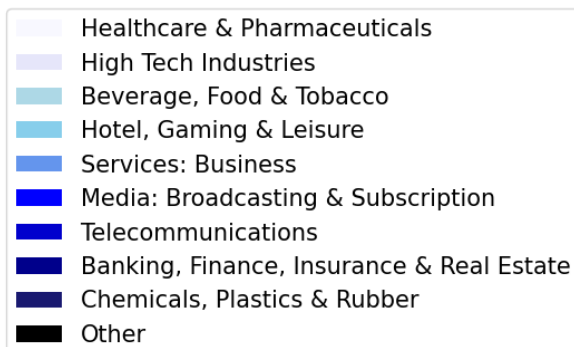 Healthcare & Pharmaceuticals
High Tech Industries
Beverage, Food & Tobacco
Hotel, Gaming & Leisure
Services: Business
Media: Broadcasting & Subscription
Telecommunications
Banking, Finance, Insurance & Real Estate
Chemicals, Plastics & Rubber
Other